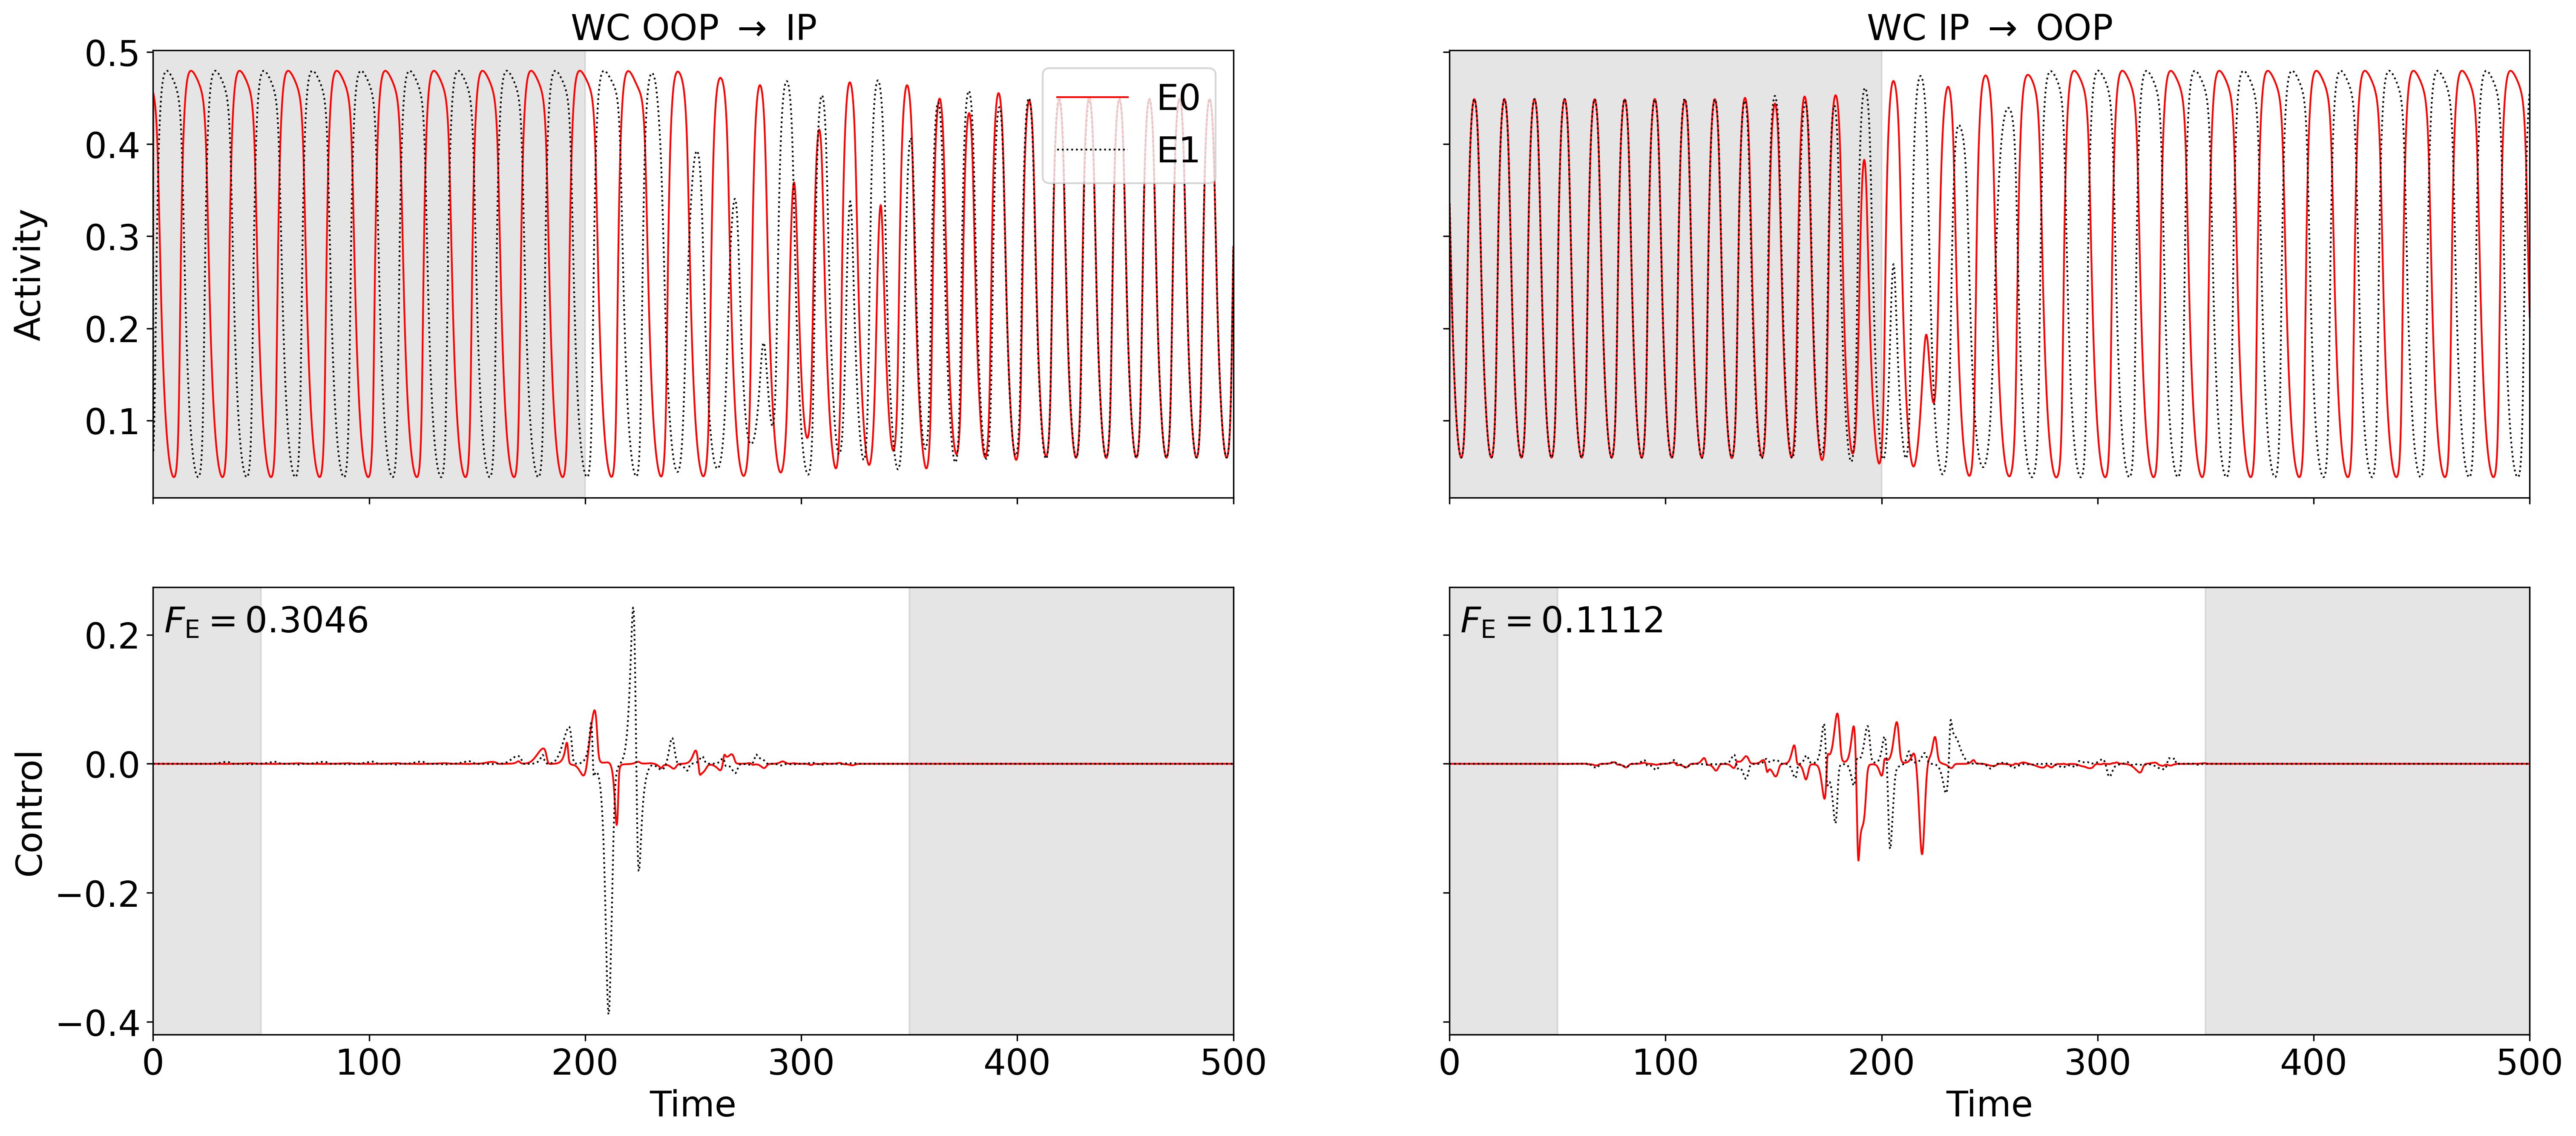 WC OOP → IP
WC IP → OOP
0.5
0.4
0.3
0.2
0.1
Activity
E0
E1
F_E = 0.3046
F_E = 0.1112
0.2
0.0
−0.2
−0.4
Control
0 100 200 300 400 500
0 100 200 300 400 500
Time
Time